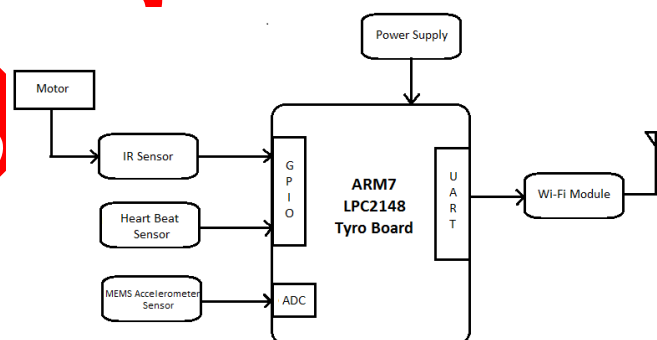 Power Supply
Motor
IR Sensor
G
P
I
O
ARM7
LPC2148
Tyro Board
U
A
R
T
Wi-Fi Module
Heart Beat
Sensor
MEMS Accelerometer
Sensor
ADC